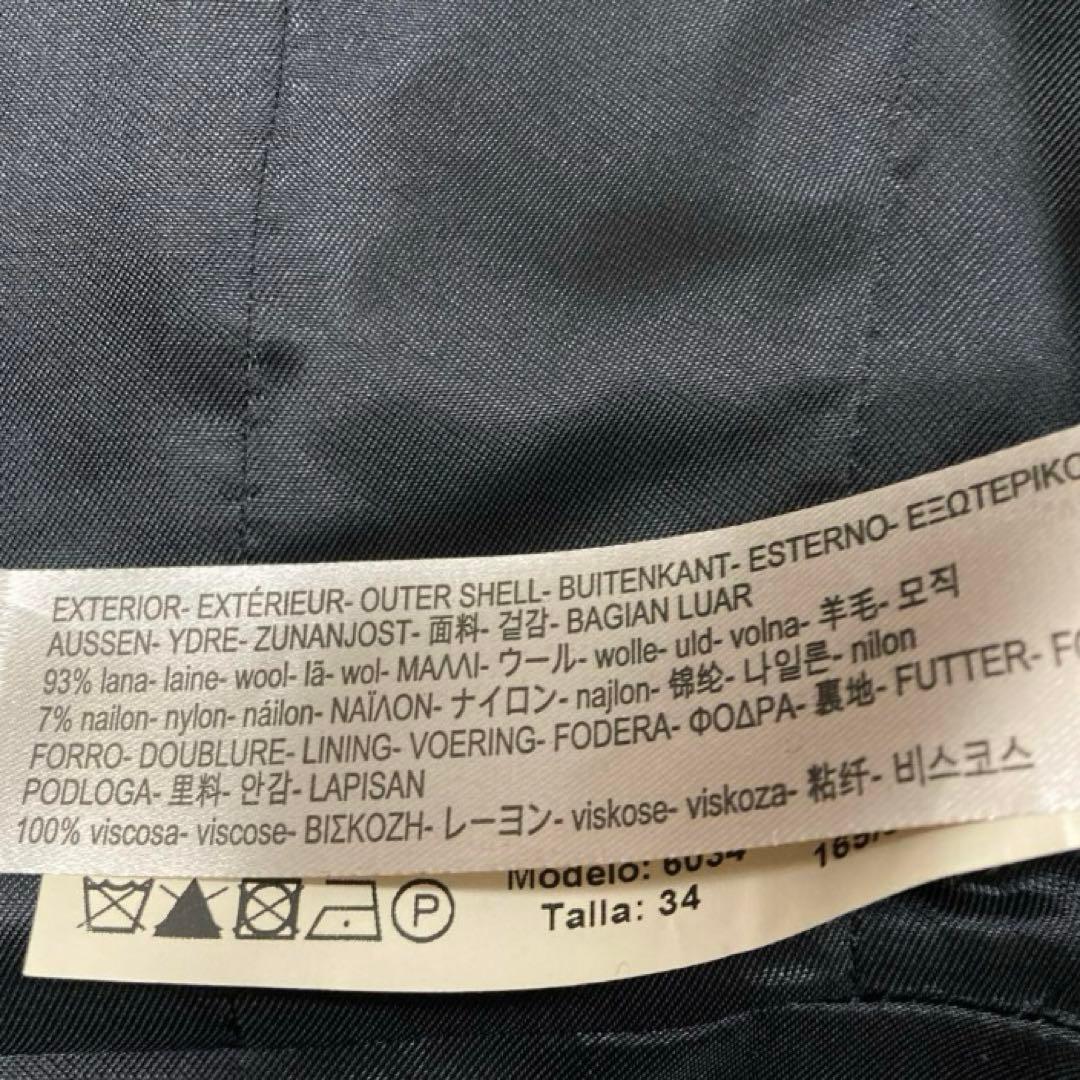 EXTERIOR- EXTÉRIEUR- OUTER SHELL- BUITENKANT- ESTERNO- ΕΞΩΤΕΡΙΚΟ
AUSSEN- YDRE- ZUNANJOST- 面料- 겉감- BAGIAN LUAR
93% lana- laine- wool- lã- wol- ΜΑΛΛΙ- ウール- wolle- uld- volna- 羊毛- 모직
7% nailon- nylon- náilon- ΝΑΪΛΟΝ- ナイロン- najlon- 锦纶- 나일론- nilon
FORRO- DOUBLURE- LINING- VOERING- FODERA- ΦΟΔΡΑ- 裏地- FUTTER- FO
PODLOGA- 里料- 안감- LAPISAN
100% viscosa- viscose- ΒΙΣΚΟΖΗ- レーヨン- viskose- viskoza- 粘纤- 비스코스
Modelo: 6034
165/
Talla: 34
P